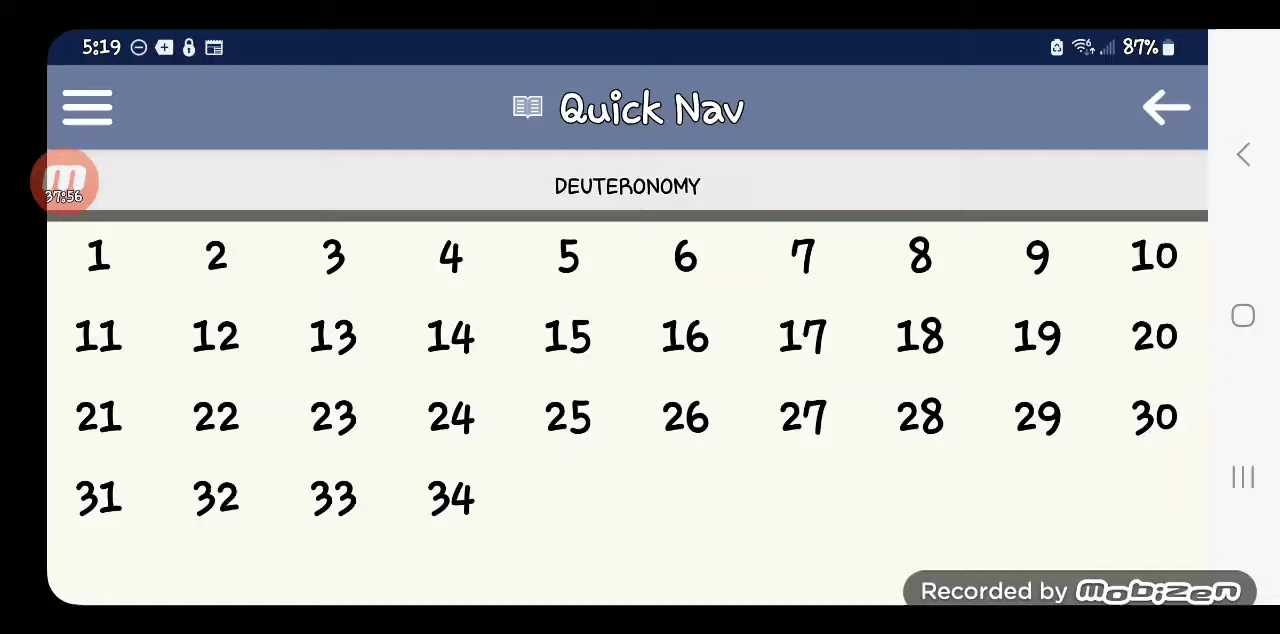 5:19 87%
Quick Nav
37:56
DEUTERONOMY
1 2 3 4 5 6 7 8 9 10
11 12 13 14 15 16 17 18 19 20
21 22 23 24 25 26 27 28 29 30
31 32 33 34
Recorded by mobizen